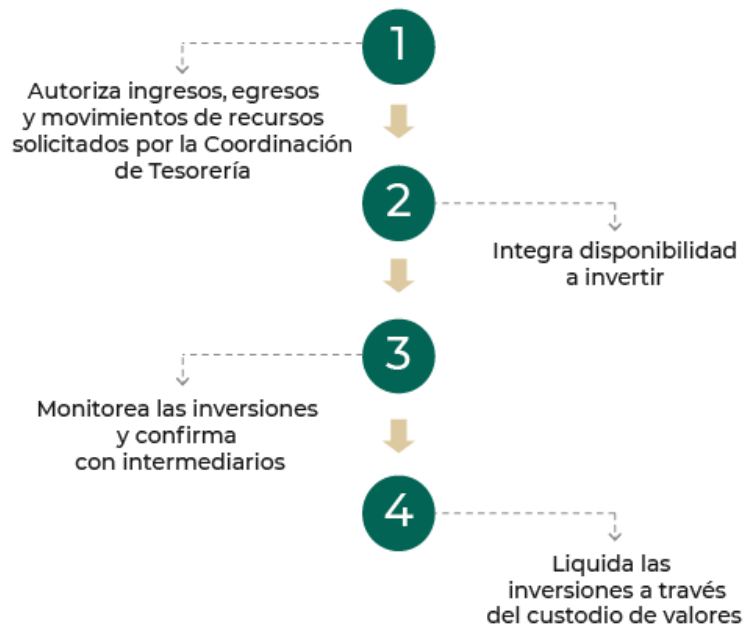 1
Autoriza ingresos, egresos
y movimientos de recursos
solicitados por la Coordinación
de Tesorería
2
Integra disponibilidad
a invertir
3
Monitorea las inversiones
y confirma
con intermediarios
4
Liquida las
inversiones a través
del custodio de valores